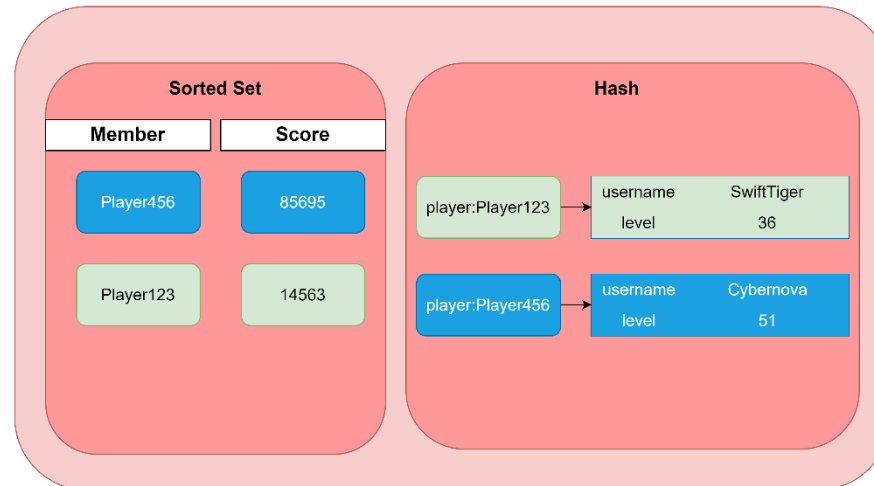 Sorted Set
Member Score
Player456 85695
Player123 14563
Hash
player:Player123
username SwiftTiger
level 36
player:Player456
username Cybernova
level 51